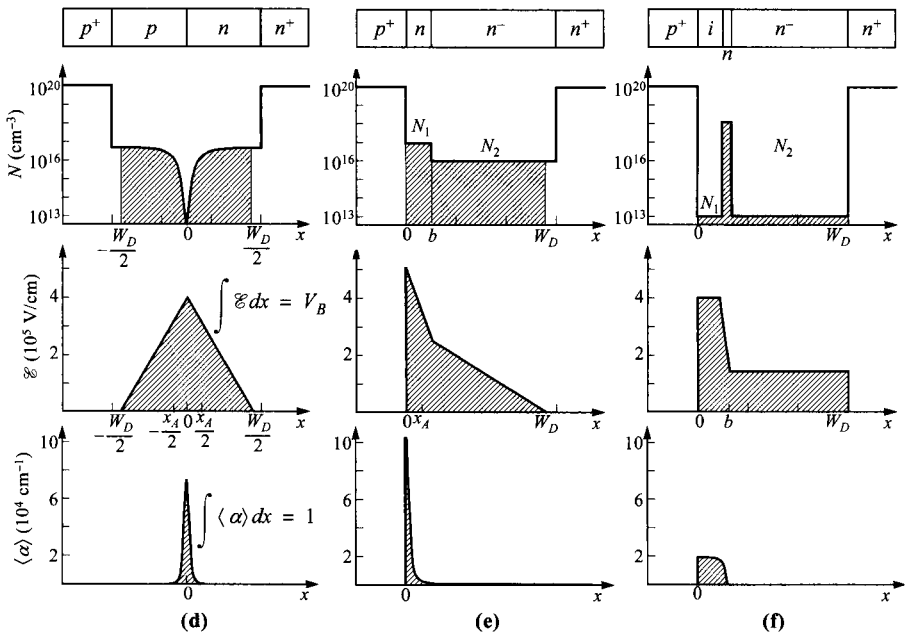 p⁺ p n n⁺ p⁺ n n⁻ n⁺ p⁺ i n n⁻ n⁺
N (cm⁻³)
10²⁰
10¹⁶
10¹³
-W_D/2 0 W_D/2 x
10²⁰
10¹⁶
10¹³
N₁
N₂
0 b W_D x
10²⁰
10¹⁶
10¹³
N₁
N₂
0 W_D x
ℰ (10⁵ V/cm)
4
2
∫ ℰdx = V_B
-W_D/2 -x_A/2 0 x_A/2 W_D/2 x
4
2
0 x_A W_D x
4
2
0 b W_D x
⟨α⟩ (10⁴ cm⁻¹)
10
6
2
∫ ⟨α⟩dx = 1
0 x
10
6
2
0 x
10
6
2
0 x
(d) (e) (f)